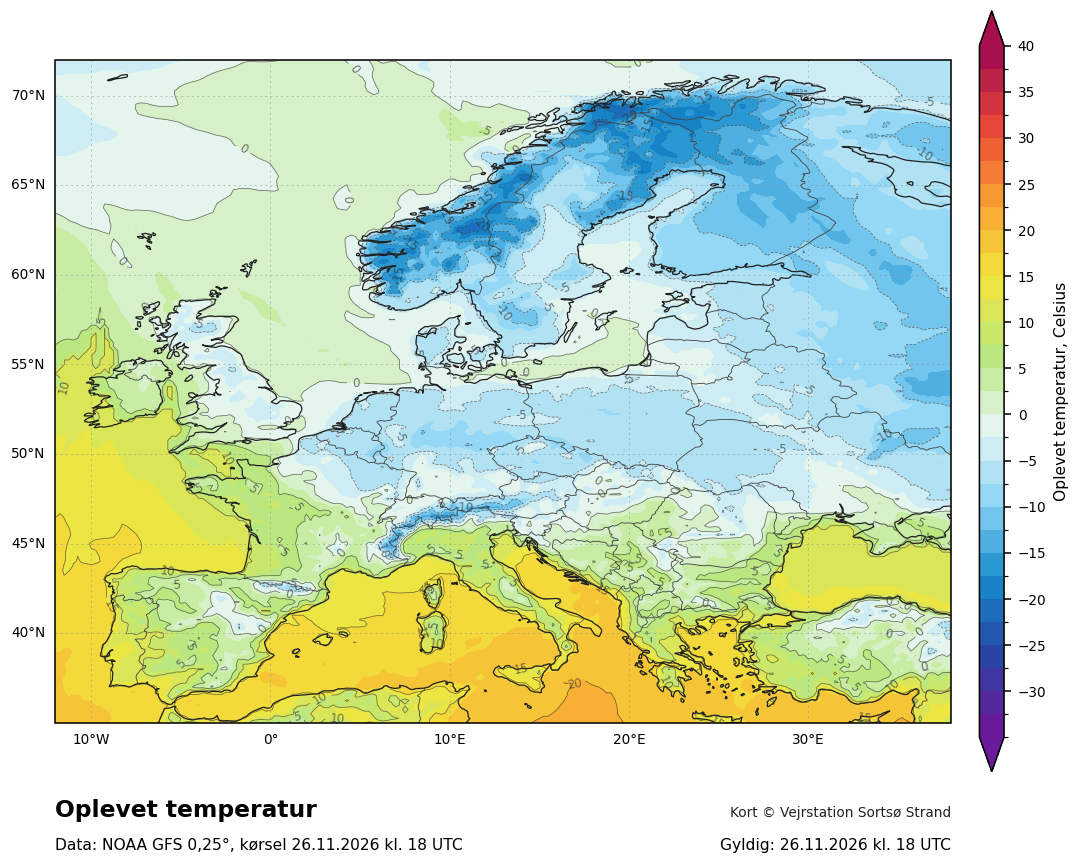 40
35
30
25
20
15
10
5
0
−5
−10
−15
−20
−25
−30
Oplevet temperatur, Celsius
70°N
65°N
60°N
55°N
50°N
45°N
40°N
10°W
0°
10°E
20°E
30°E
Oplevet temperatur
Kort © Vejrstation Sortsø Strand
Data: NOAA GFS 0,25°, kørsel 26.11.2026 kl. 18 UTC
Gyldig: 26.11.2026 kl. 18 UTC